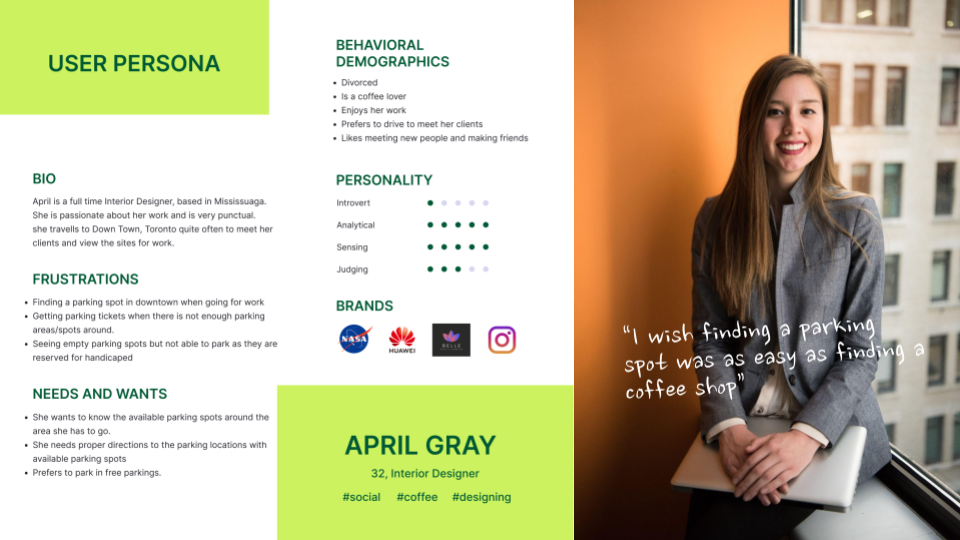 USER PERSONA
BIO
April is a full time Interior Designer, based in Mississuaga.
She is passionate about her work and is very punctual.
she travells to Down Town, Toronto quite often to meet her
clients and view the sites for work.
FRUSTRATIONS
• Finding a parking spot in downtown when going for work
• Getting parking tickets when there is not enough parking
areas/spots around.
• Seeing empty parking spots but not able to park as they are
reserved for handicaped
NEEDS AND WANTS
• She wants to know the available parking spots around the
area she has to go.
• She needs proper directions to the parking locations with
available parking spots
• Prefers to park in free parkings.
BEHAVIORAL
DEMOGRAPHICS
• Divorced
• Is a coffee lover
• Enjoys her work
• Prefers to drive to meet her clients
• Likes meeting new people and making friends
PERSONALITY
Introvert
Analytical
Sensing
Judging
BRANDS
NASA
HUAWEI
BELLE
APRIL GRAY
32, Interior Designer
#social #coffee #designing
“I wish finding a parking
spot was as easy as finding a
coffee shop”